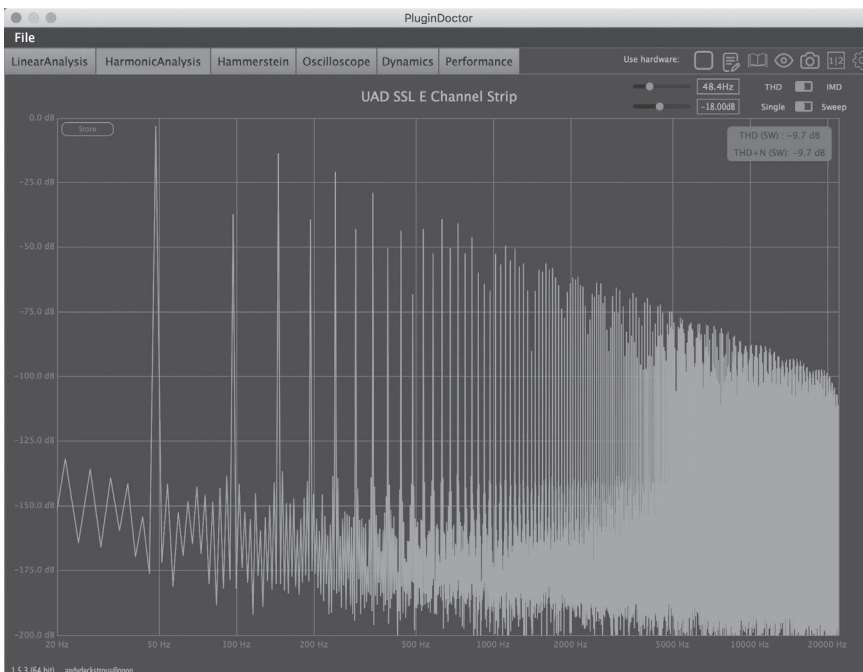 PluginDoctor
File
LinearAnalysis HarmonicAnalysis Hammerstein Oscilloscope Dynamics Performance
Use hardware:
1|2
48.4Hz THD IMD
-18.00dB Single Sweep
UAD SSL E Channel Strip
Store
THD (SW) : -9.7 dB
THD+N (SW): -9.7 dB
0.0 dB
-25.0 dB
-50.0 dB
-75.0 dB
-100.0 dB
-125.0 dB
-150.0 dB
-175.0 dB
-200.0 dB
20 Hz 50 Hz 100 Hz 200 Hz 500 Hz 1000 Hz 2000 Hz 5000 Hz 10000 Hz 20000 Hz
1.5.3 (64 bit)